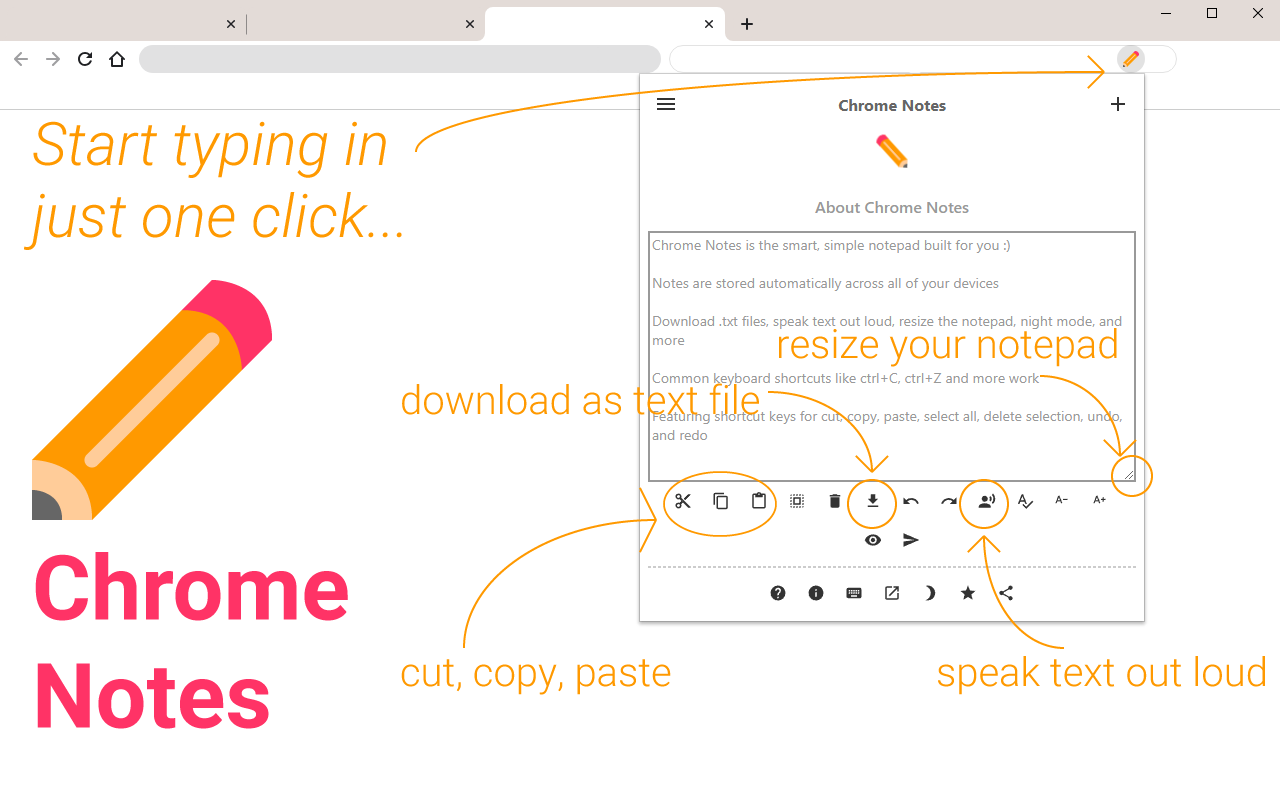 Start typing in
just one click...
Chrome Notes
About Chrome Notes
Chrome Notes is the smart, simple notepad built for you :)
Notes are stored automatically across all of your devices
Download .txt files, speak text out loud, resize the notepad, night mode, and
more
resize your notepad
Common keyboard shortcuts like ctrl+C, ctrl+Z and more work
download as text file
Featuring shortcut keys for cut, copy, paste, select all, delete selection, undo,
and redo
A− A+
Chrome
Notes
cut, copy, paste
speak text out loud